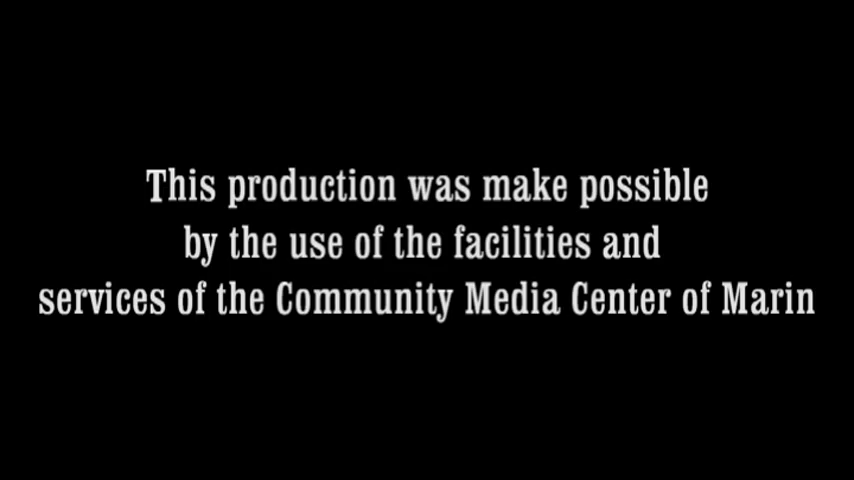 This production was make possible
by the use of the facilities and
services of the Community Media Center of Marin